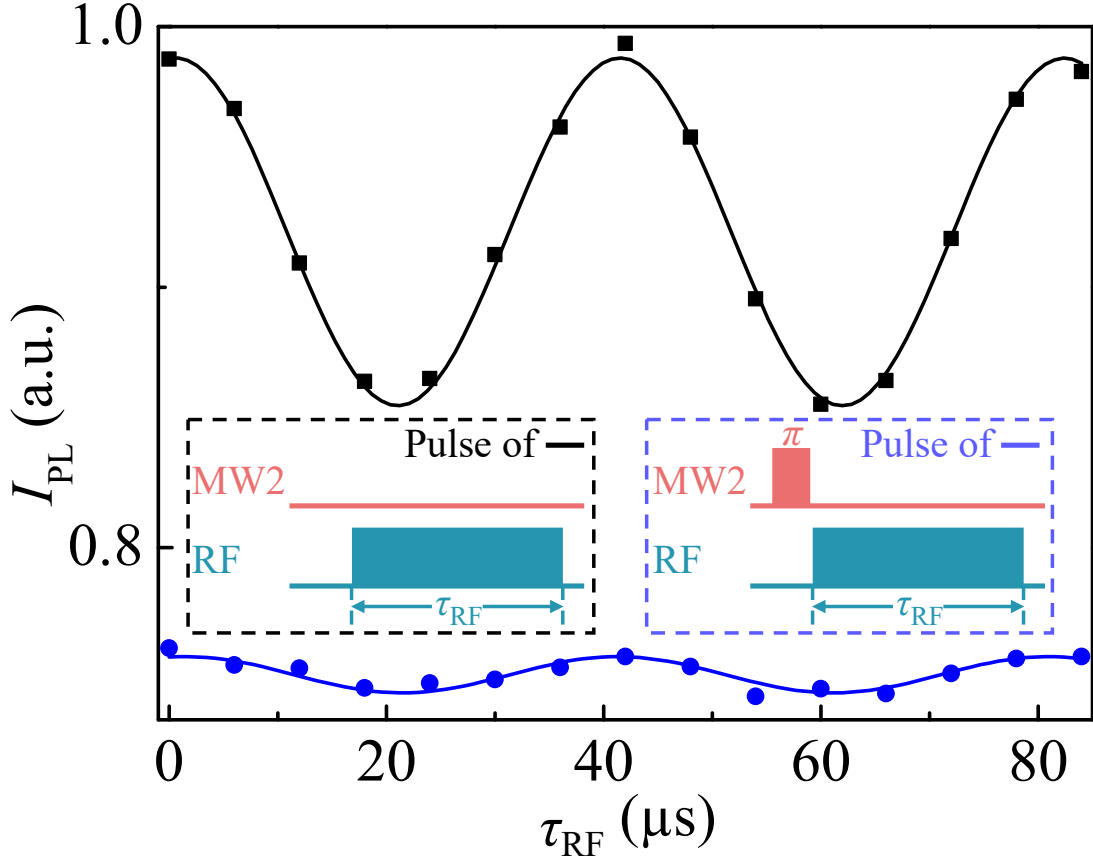 1.0
0.8
I_PL (a.u.)
Pulse of
MW2
RF
τ_RF
π
Pulse of
MW2
RF
τ_RF
0 20 40 60 80
τ_RF (μs)